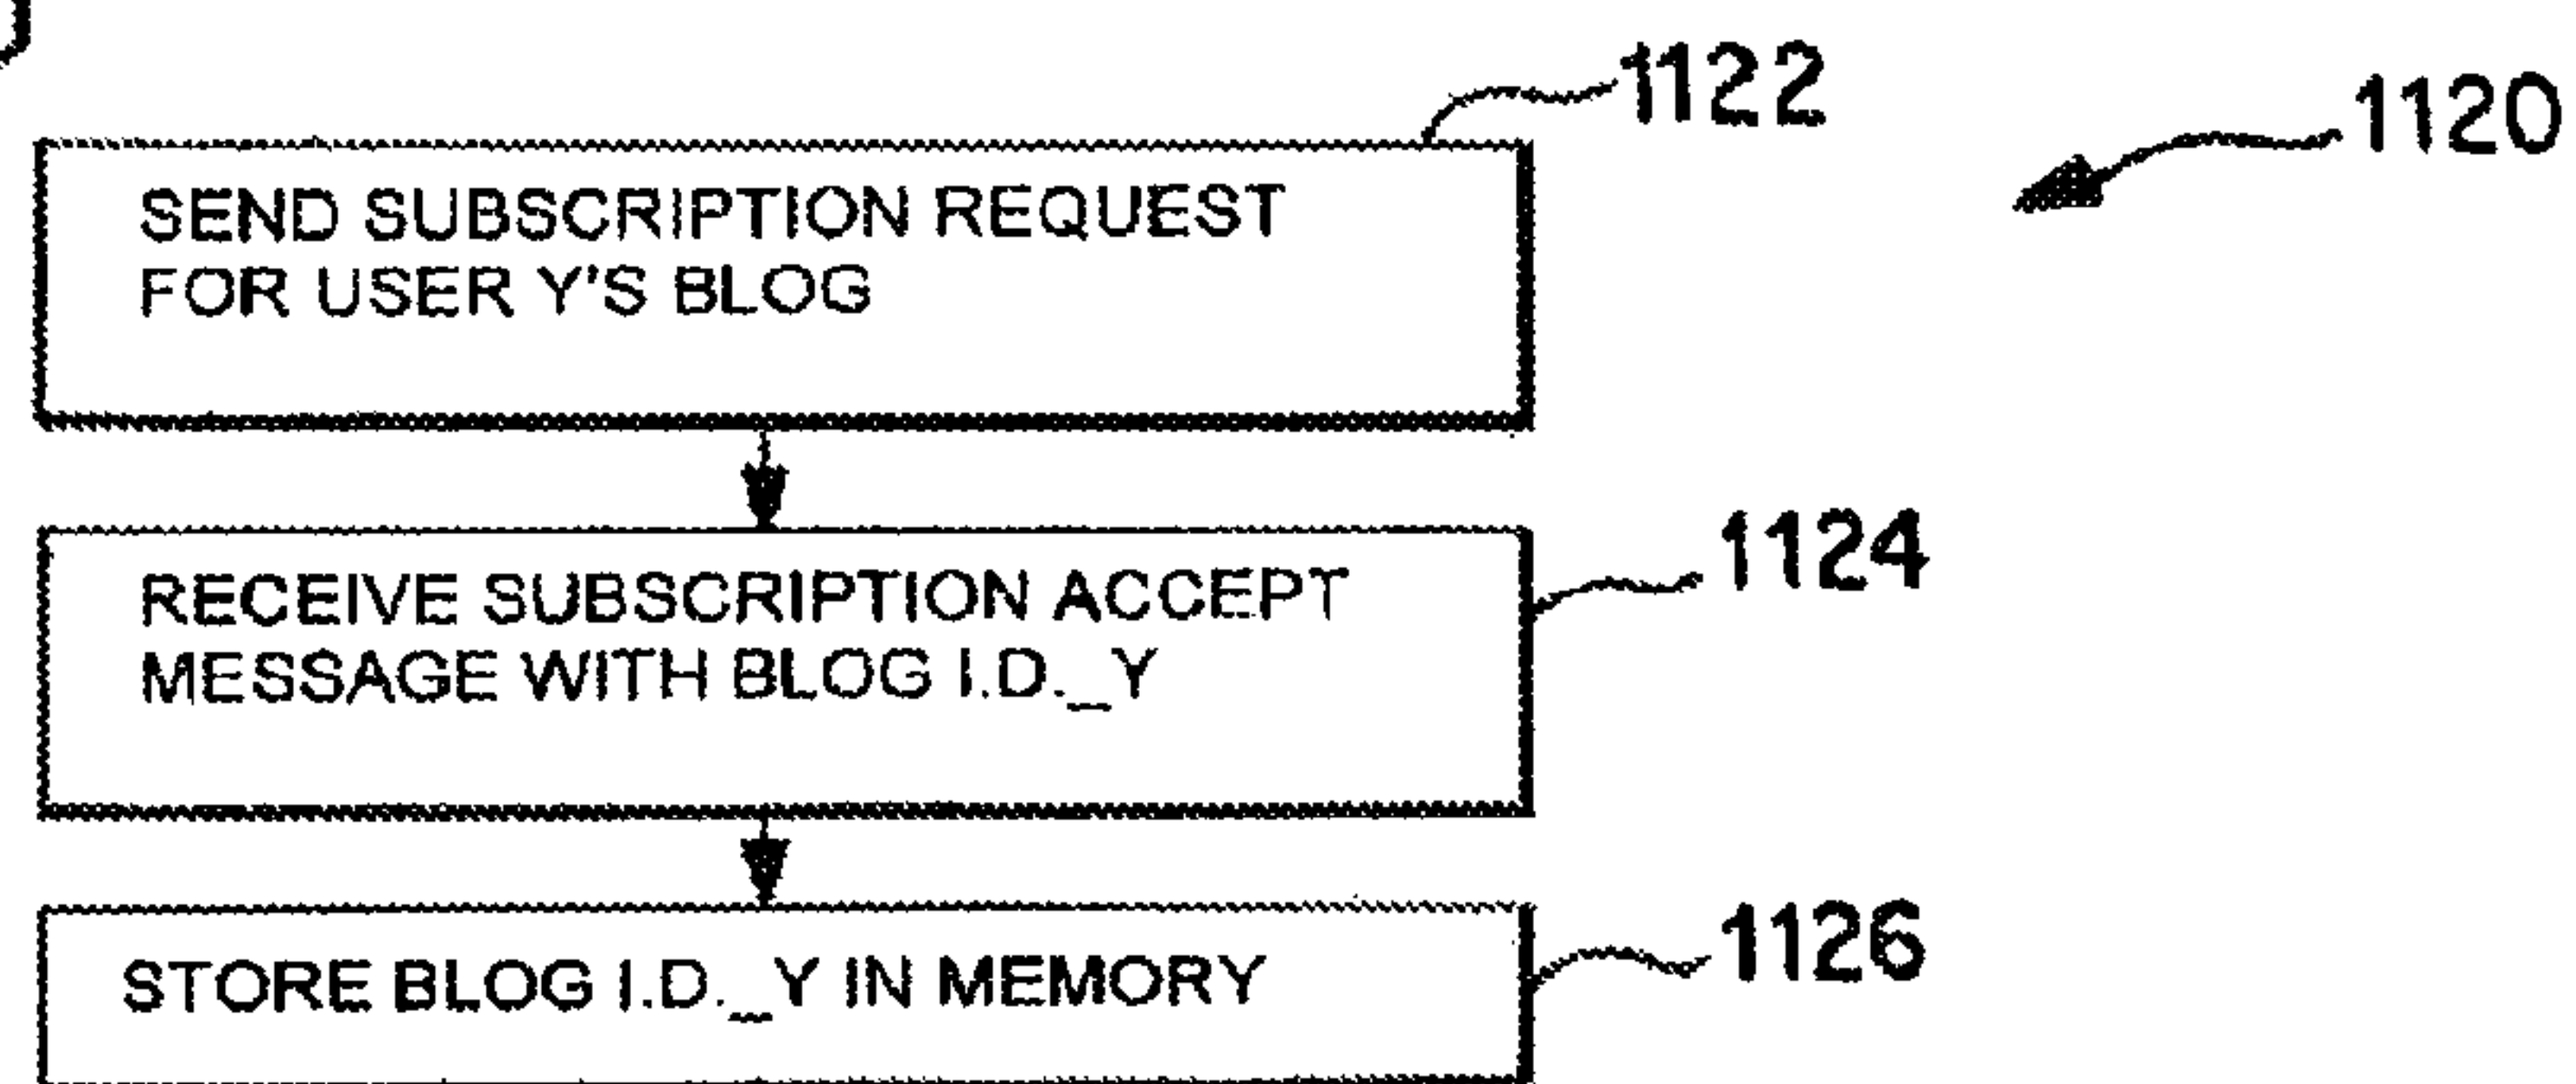 1122
1120
SEND SUBSCRIPTION REQUEST
FOR USER Y'S BLOG
1124
RECEIVE SUBSCRIPTION ACCEPT
MESSAGE WITH BLOG I.D._Y
1126
STORE BLOG I.D._Y IN MEMORY